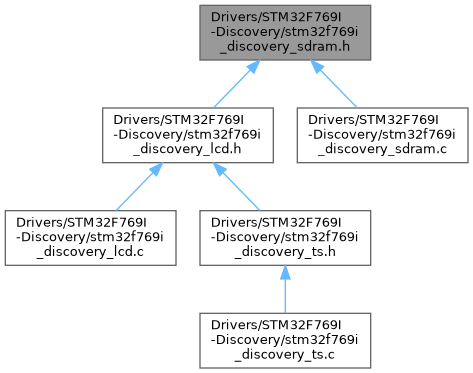 Drivers/STM32F769I
-Discovery/stm32f769i
_discovery_sdram.h
Drivers/STM32F769I
-Discovery/stm32f769i
_discovery_lcd.h
Drivers/STM32F769I
-Discovery/stm32f769i
_discovery_sdram.c
Drivers/STM32F769I
-Discovery/stm32f769i
_discovery_lcd.c
Drivers/STM32F769I
-Discovery/stm32f769i
_discovery_ts.h
Drivers/STM32F769I
-Discovery/stm32f769i
_discovery_ts.c